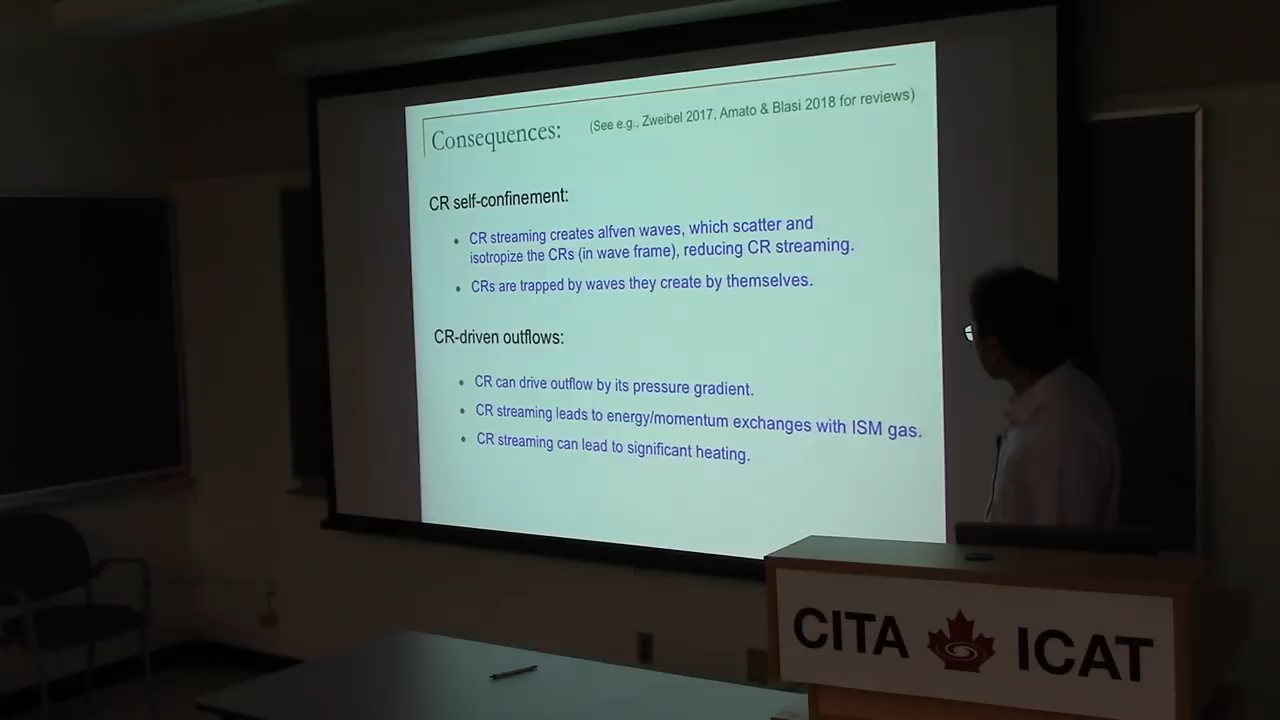 Consequences: (See e.g., Zweibel 2017, Amato & Blasi 2018 for reviews)
CR self-confinement:
• CR streaming creates alfven waves, which scatter and
isotropize the CRs (in wave frame), reducing CR streaming.
• CRs are trapped by waves they create by themselves.
CR-driven outflows:
• CR can drive outflow by its pressure gradient.
• CR streaming leads to energy/momentum exchanges with ISM gas.
• CR streaming can lead to significant heating.
CITA ICAT